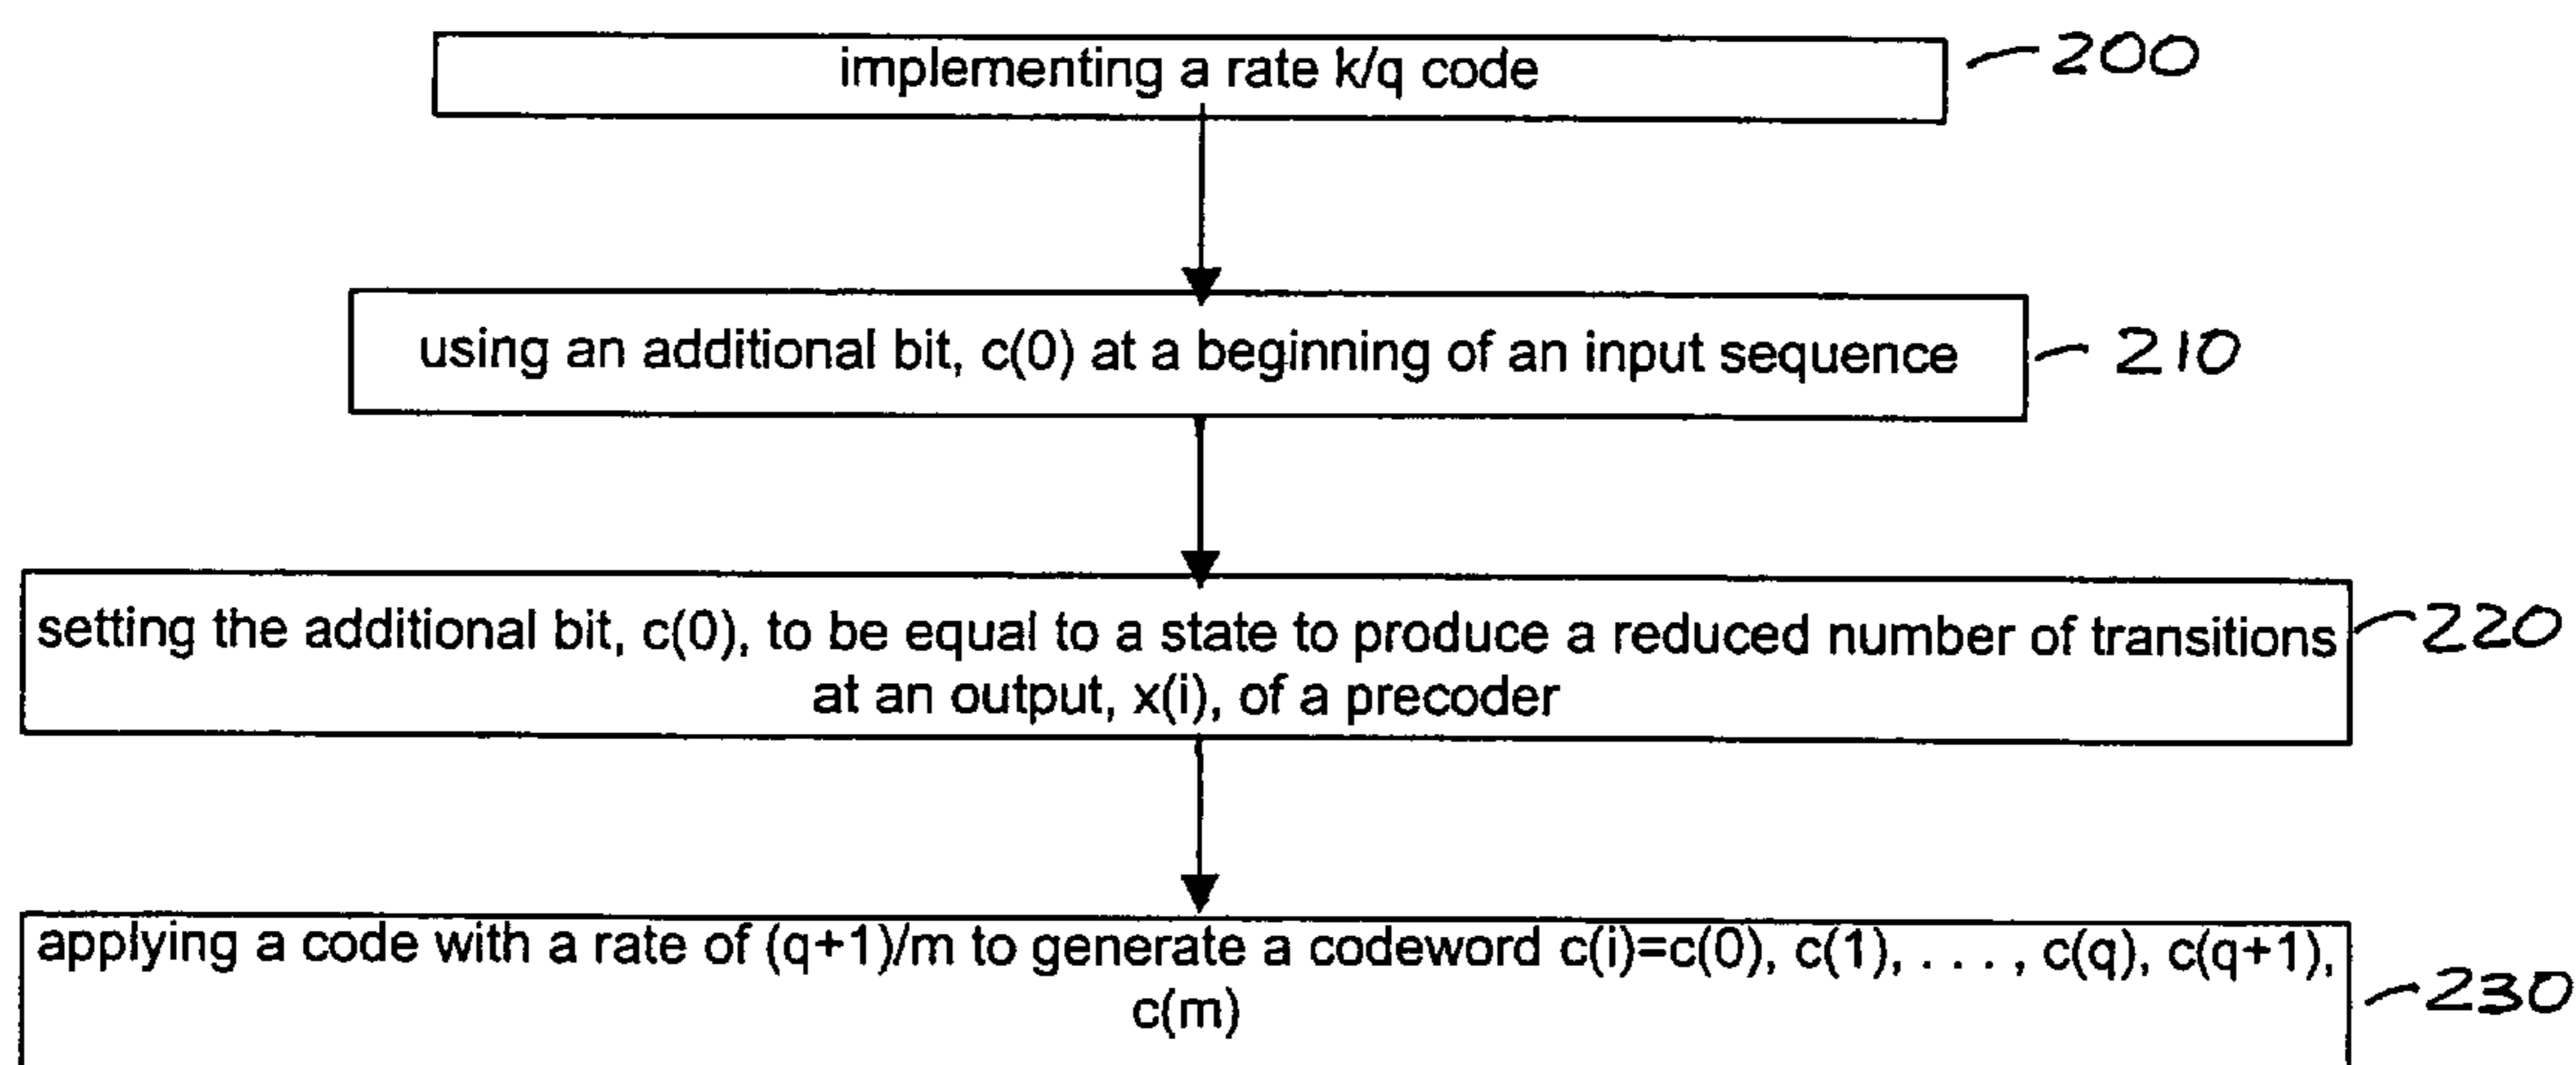 implementing a rate k/q code
200
using an additional bit, c(0) at a beginning of an input sequence
210
setting the additional bit, c(0), to be equal to a state to produce a reduced number of transitions
at an output, x(i), of a precoder
220
applying a code with a rate of (q+1)/m to generate a codeword c(i)=c(0), c(1), . . . , c(q), c(q+1),
c(m)
230